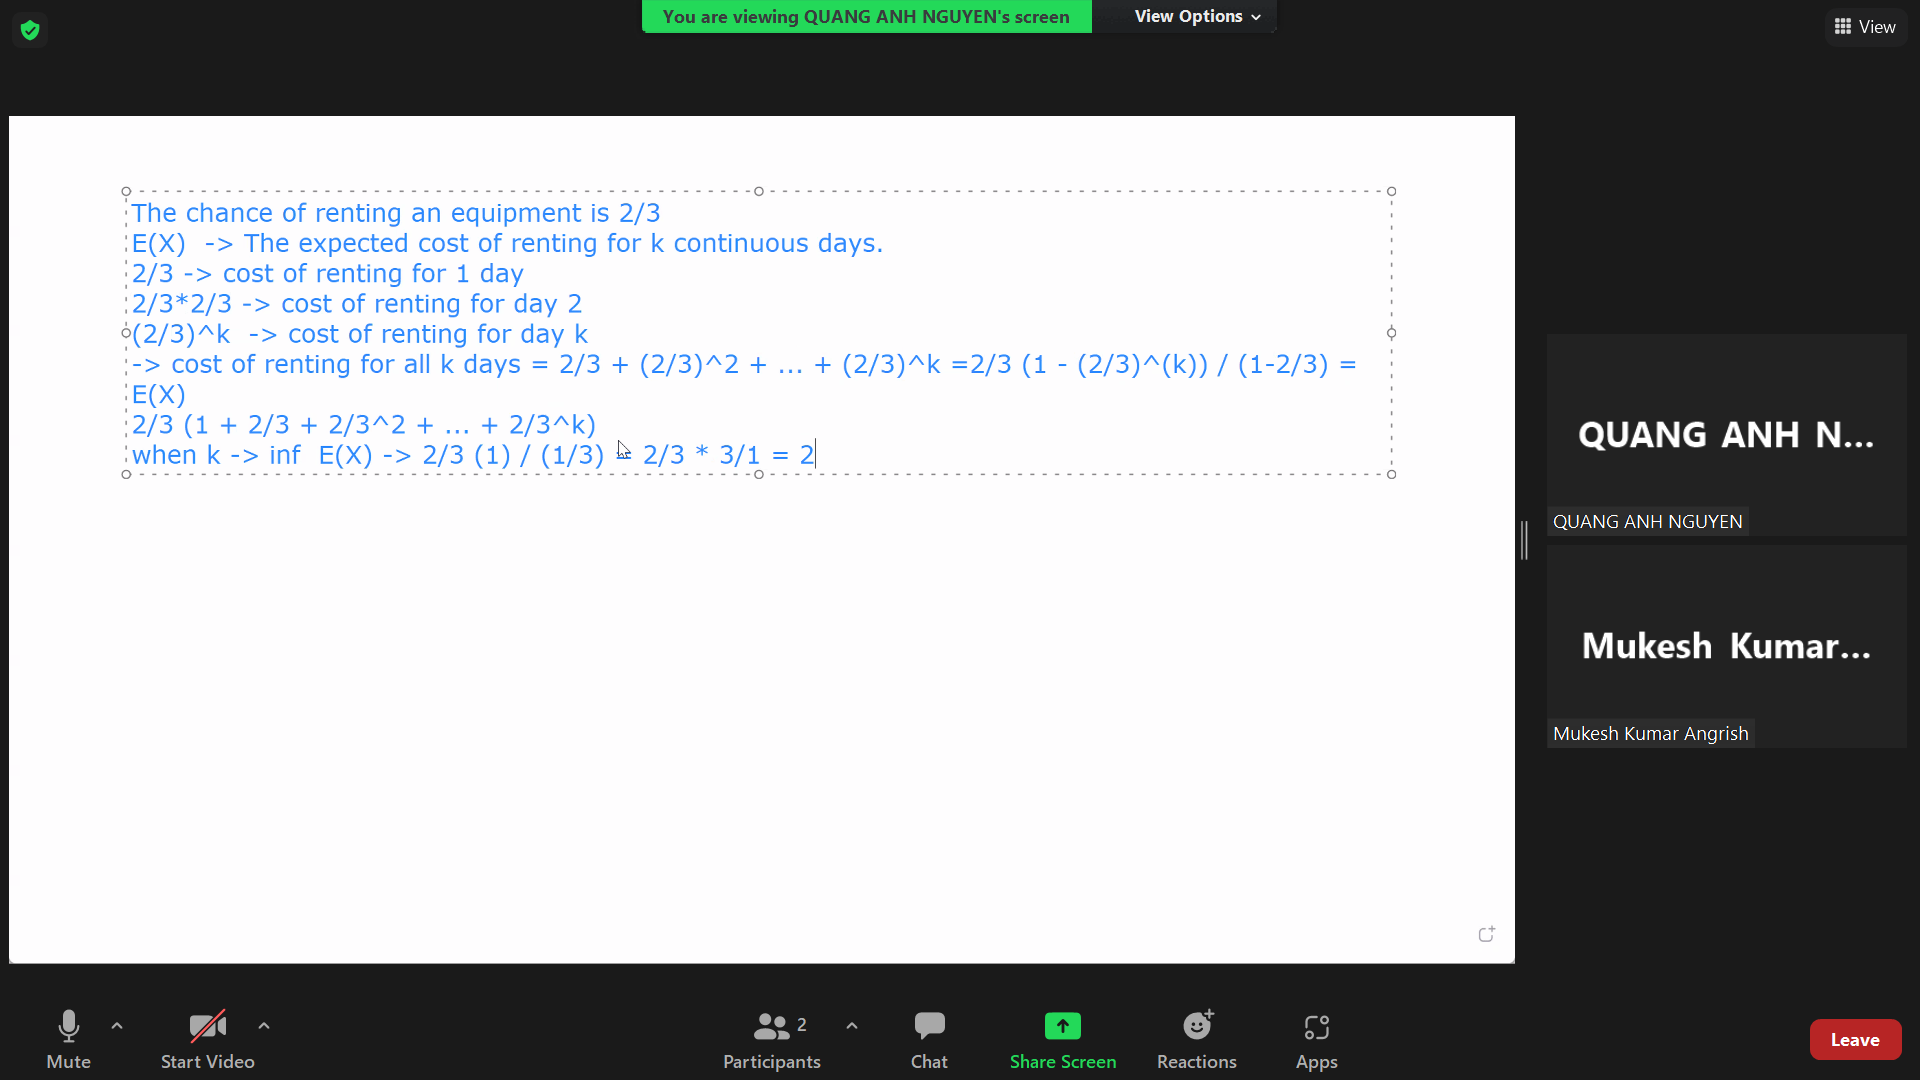 You are viewing QUANG ANH NGUYEN's screen
View Options
View
The chance of renting an equipment is 2/3
E(X)  -> The expected cost of renting for k continuous days.
2/3 -> cost of renting for 1 day
2/3*2/3 -> cost of renting for day 2
(2/3)^k  -> cost of renting for day k
-> cost of renting for all k days = 2/3 + (2/3)^2 + ... + (2/3)^k =2/3 (1 - (2/3)^(k)) / (1-2/3) =
E(X)
2/3 (1 + 2/3 + 2/3^2 + ... + 2/3^k)
when k -> inf  E(X) -> 2/3 (1) / (1/3) = 2/3 * 3/1 = 2
QUANG ANH N...
QUANG ANH NGUYEN
Mukesh Kumar...
Mukesh Kumar Angrish
Mute
Start Video
2
Participants
Chat
Share Screen
Reactions
Apps
Leave